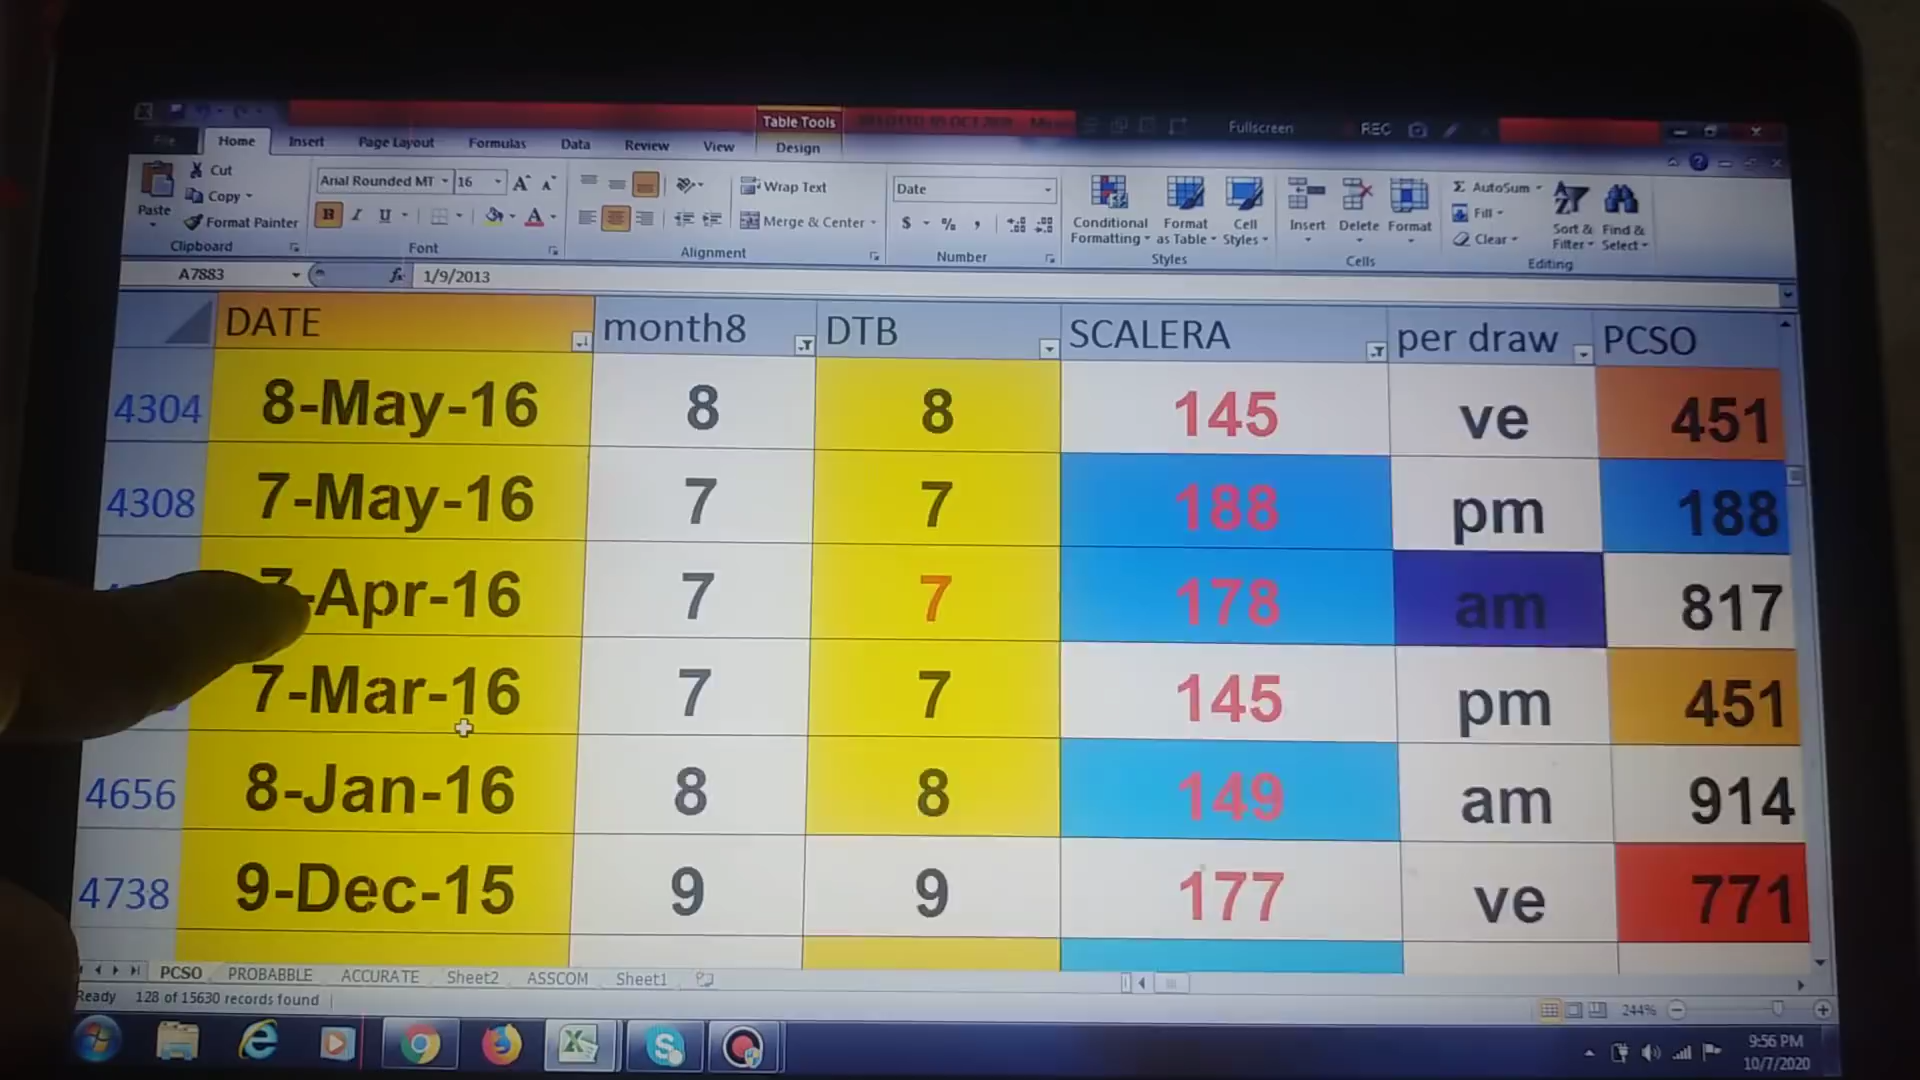 Table Tools
Fullscreen
REC
File
Home
Insert
Page Layout
Formulas
Data
Review
View
Design
Cut
Copy
Format Painter
Paste
Clipboard
Arial Rounded MT
16
B I U
Font
Wrap Text
Merge & Center
Alignment
Date
$ % ,
Number
Conditional Formatting
Format as Table
Cell Styles
Styles
Insert
Delete
Format
Cells
Σ AutoSum
Fill
Clear
Sort & Filter
Find & Select
Editing
A7883
fx
1/9/2013
DATE month8 DTB SCALERA per draw PCSO
4304 8-May-16 8 8 145 ve 451
4308 7-May-16 7 7 188 pm 188
7-Apr-16 7 7 178 am 817
7-Mar-16 7 7 145 pm 451
4656 8-Jan-16 8 8 149 am 914
4738 9-Dec-15 9 9 177 ve 771
PCSO PROBABBLE ACCURATE Sheet2 ASSCOM Sheet1
Ready 128 of 15630 records found
244%
9:56 PM
10/7/2020